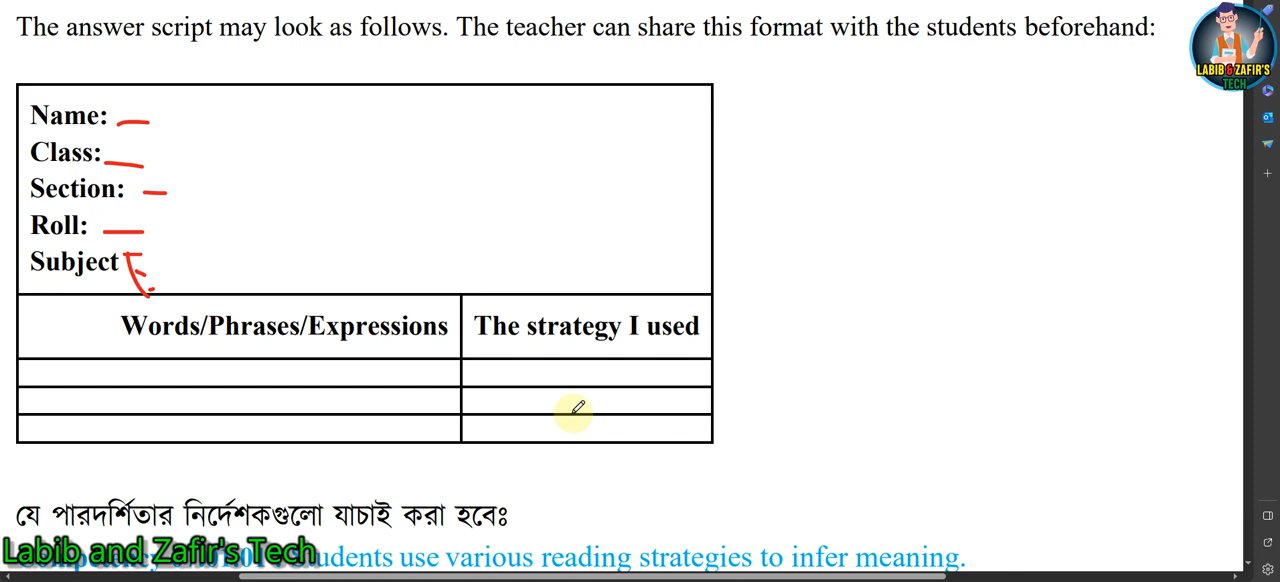 The answer script may look as follows. The teacher can share this format with the students beforehand:
LABIB & ZAFIR'S
TECH
Name:
Class:
Section:
Roll:
Subject
Words/Phrases/Expressions The strategy I used
যে পারদর্শিতার নির্দেশকগুলো যাচাই করা হবেঃ
Labib and Zafir's Tech
Students use various reading strategies to infer meaning.